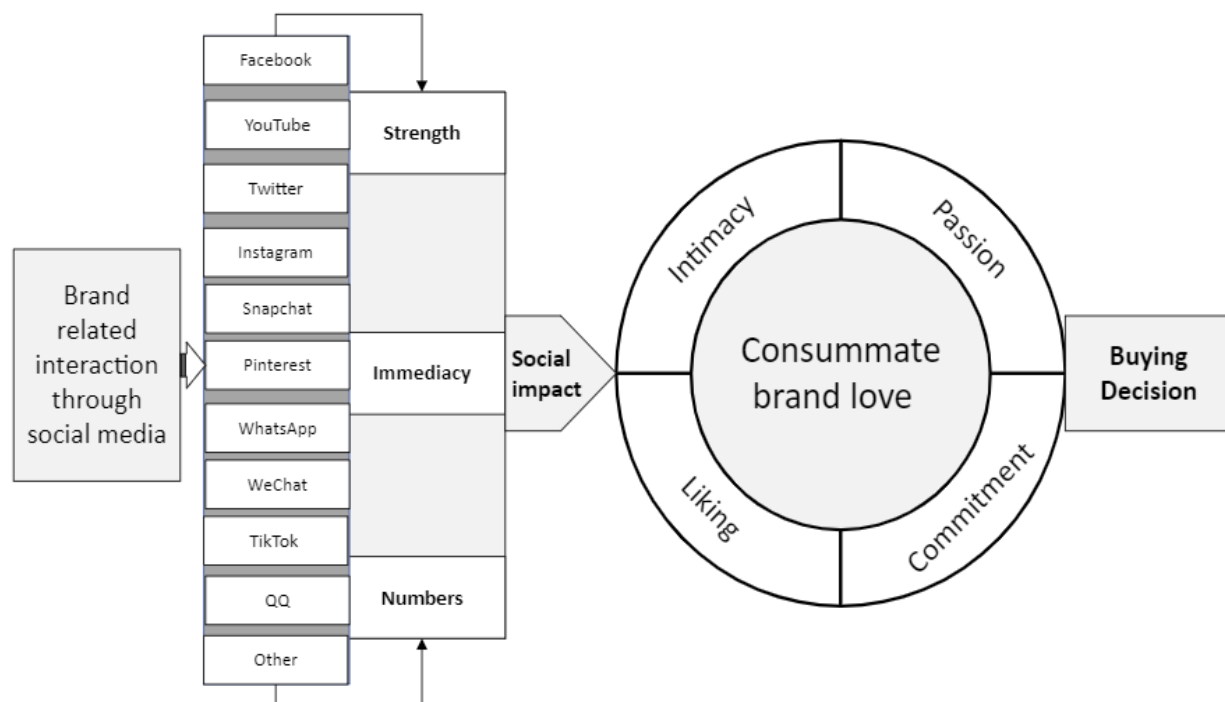 Brand
related
interaction
through
social media
Facebook
YouTube
Twitter
Instagram
Snapchat
Pinterest
WhatsApp
WeChat
TikTok
QQ
Other
Strength
Immediacy
Numbers
Social
impact
Intimacy
Passion
Liking
Commitment
Consummate
brand love
Buying
Decision